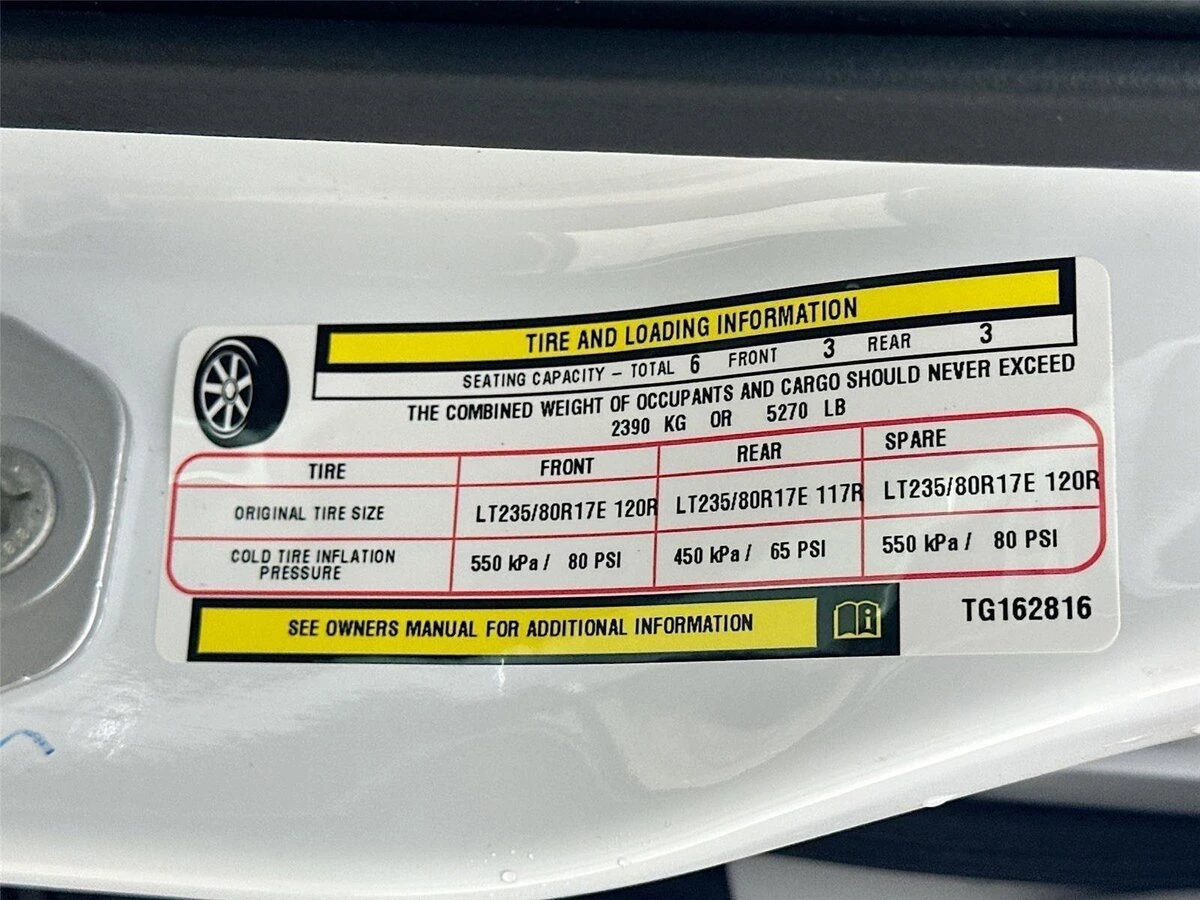 TIRE AND LOADING INFORMATION
SEATING CAPACITY – TOTAL 6 FRONT 3 REAR 3
THE COMBINED WEIGHT OF OCCUPANTS AND CARGO SHOULD NEVER EXCEED
2390 KG OR 5270 LB
TIRE FRONT REAR SPARE
ORIGINAL TIRE SIZE LT235/80R17E 120R LT235/80R17E 117R LT235/80R17E 120R
COLD TIRE INFLATION
PRESSURE 550 kPa / 80 PSI 450 kPa / 65 PSI 550 kPa / 80 PSI
SEE OWNERS MANUAL FOR ADDITIONAL INFORMATION
TG162816